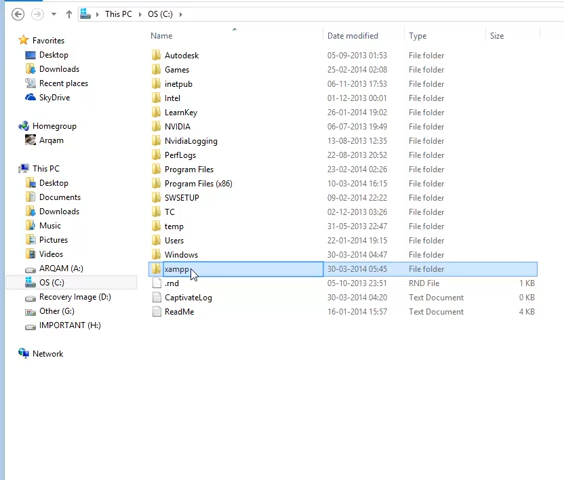 This PC OS (C:)
Name Date modified Type Size
Favorites
Desktop
Downloads
Recent places
SkyDrive
Homegroup
Arqam
This PC
Desktop
Documents
Downloads
Music
Pictures
Videos
ARQAM (A:)
OS (C:)
Recovery Image (D:)
Other (G:)
IMPORTANT (H:)
Network
Autodesk 05-09-2013 01:53 File folder
Games 25-02-2014 02:08 File folder
inetpub 06-11-2013 17:53 File folder
Intel 01-12-2013 00:01 File folder
LearnKey 26-01-2014 19:02 File folder
NVIDIA 06-07-2013 19:49 File folder
NvidiaLogging 13-08-2013 12:35 File folder
PerfLogs 22-08-2013 20:52 File folder
Program Files 23-02-2014 02:26 File folder
Program Files (x86) 10-03-2014 16:15 File folder
SWSETUP 09-02-2014 22:22 File folder
TC 02-12-2013 03:26 File folder
temp 31-05-2013 22:47 File folder
Users 22-01-2014 19:15 File folder
Windows 30-03-2014 04:47 File folder
xampp 30-03-2014 05:45 File folder
.rnd 05-10-2013 23:51 RND File 1 KB
CaptivateLog 30-03-2014 04:20 Text Document 0 KB
ReadMe 16-01-2014 15:57 Text Document 4 KB